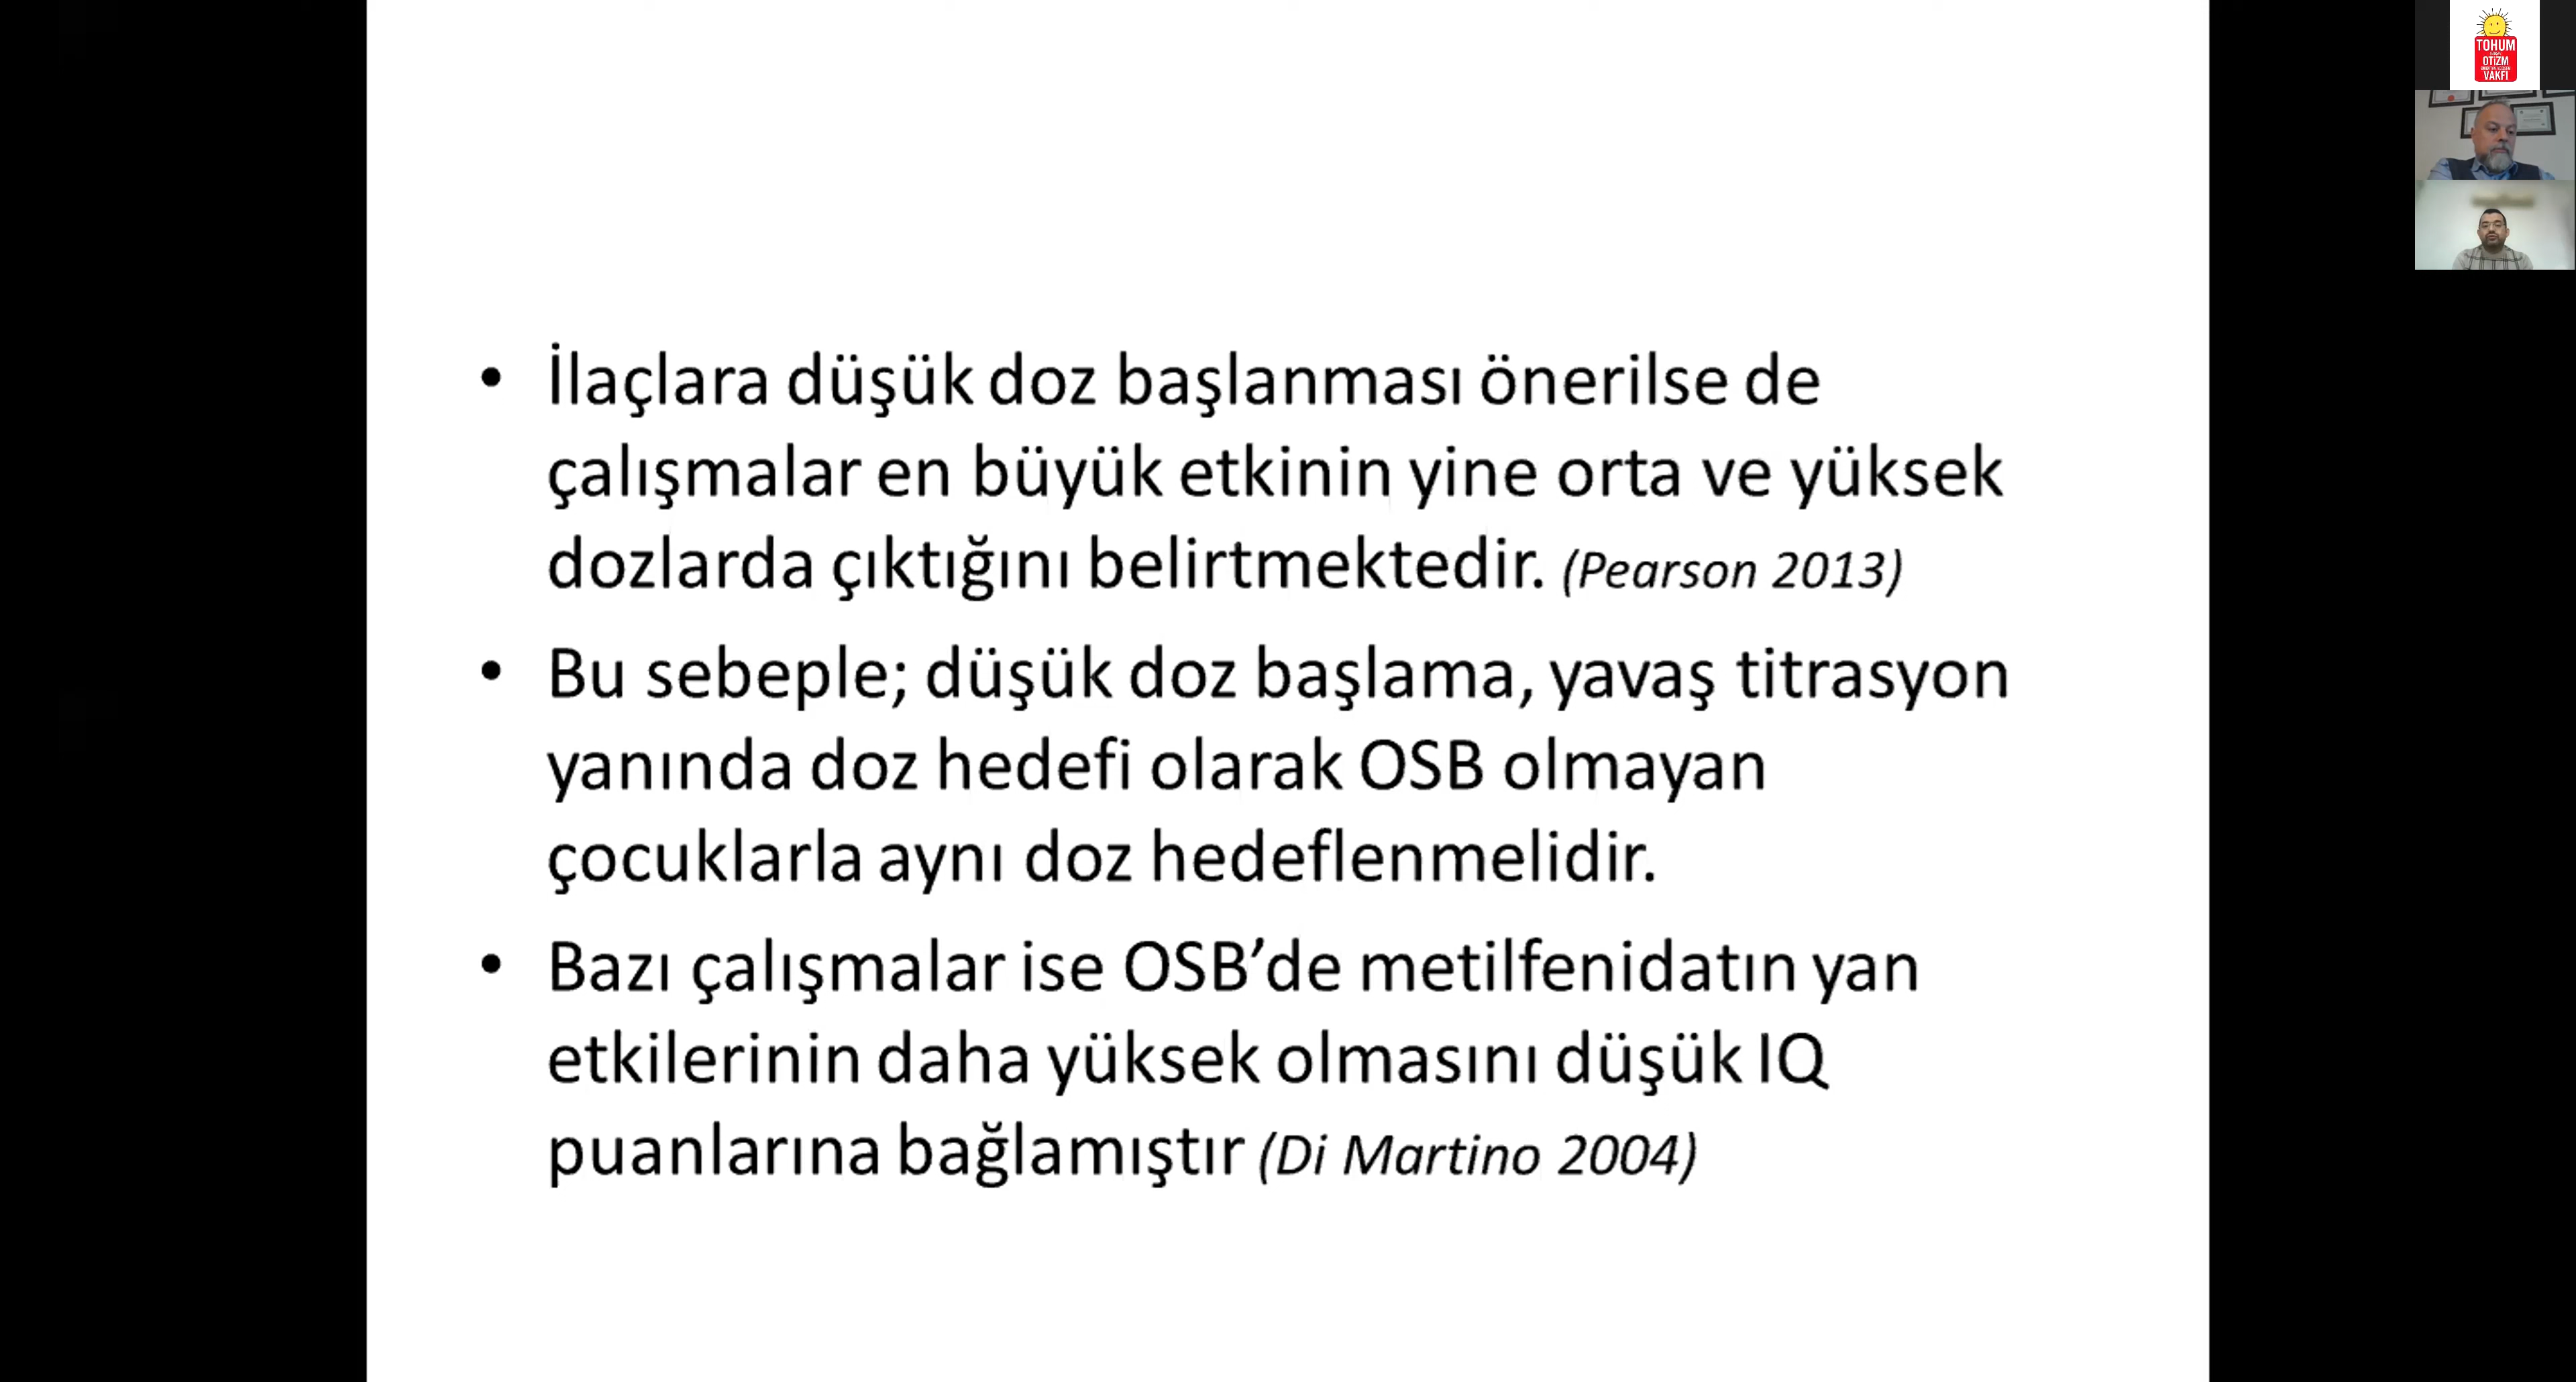 • İlaçlara düşük doz başlanması önerilse de
çalışmalar en büyük etkinin yine orta ve yüksek
dozlarda çıktığını belirtmektedir. (Pearson 2013)
• Bu sebeple; düşük doz başlama, yavaş titrasyon
yanında doz hedefi olarak OSB olmayan
çocuklarla aynı doz hedeflenmelidir.
• Bazı çalışmalar ise OSB’de metilfenidatın yan
etkilerinin daha yüksek olmasını düşük IQ
puanlarına bağlamıştır (Di Martino 2004)
TOHUM
OTİZM
VAKFI